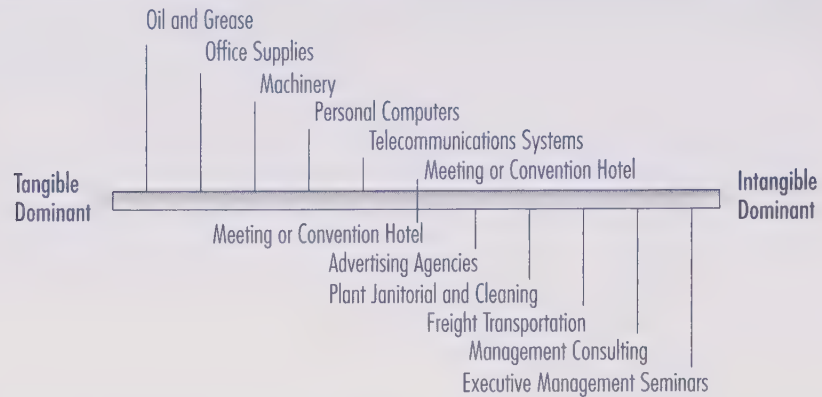 Oil and Grease
Office Supplies
Machinery
Personal Computers
Telecommunications Systems
Meeting or Convention Hotel
Tangible
Dominant
Intangible
Dominant
Meeting or Convention Hotel
Advertising Agencies
Plant Janitorial and Cleaning
Freight Transportation
Management Consulting
Executive Management Seminars